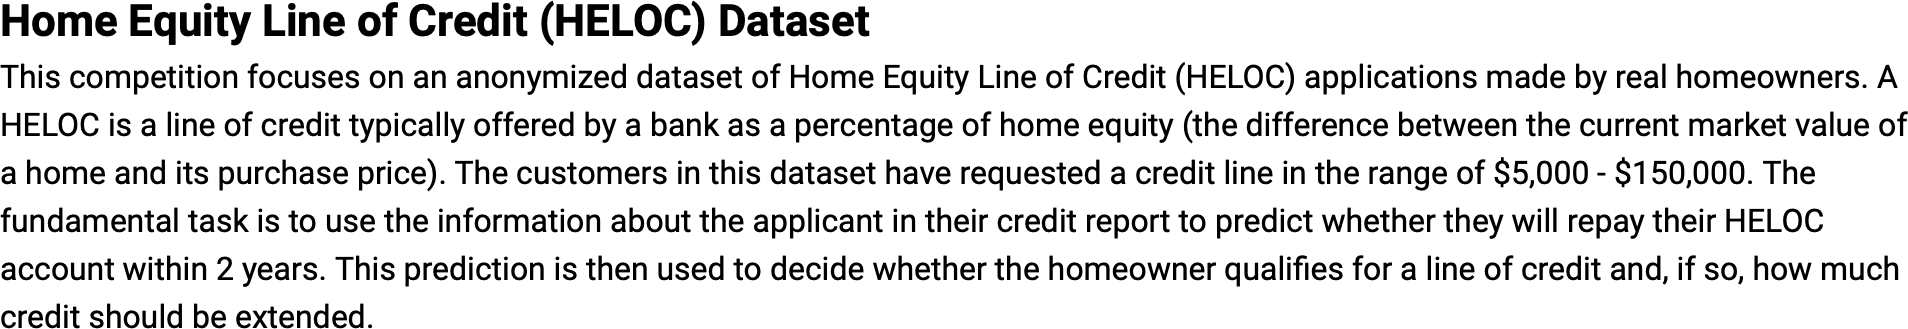 Home Equity Line of Credit (HELOC) Dataset
This competition focuses on an anonymized dataset of Home Equity Line of Credit (HELOC) applications made by real homeowners. A
HELOC is a line of credit typically offered by a bank as a percentage of home equity (the difference between the current market value of
a home and its purchase price). The customers in this dataset have requested a credit line in the range of $5,000 - $150,000. The
fundamental task is to use the information about the applicant in their credit report to predict whether they will repay their HELOC
account within 2 years. This prediction is then used to decide whether the homeowner qualifies for a line of credit and, if so, how much
credit should be extended.